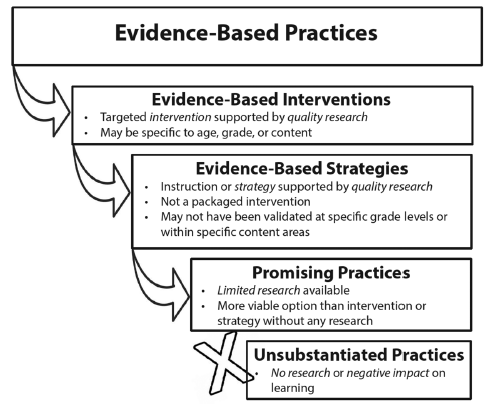 Evidence-Based Practices
Evidence-Based Interventions
• Targeted intervention supported by quality research
• May be specific to age, grade, or content
Evidence-Based Strategies
• Instruction or strategy supported by quality research
• Not a packaged intervention
• May not have been validated at specific grade levels or
within specific content areas
Promising Practices
• Limited research available
• More viable option than intervention or
strategy without any research
Unsubstantiated Practices
• No research or negative impact on
learning